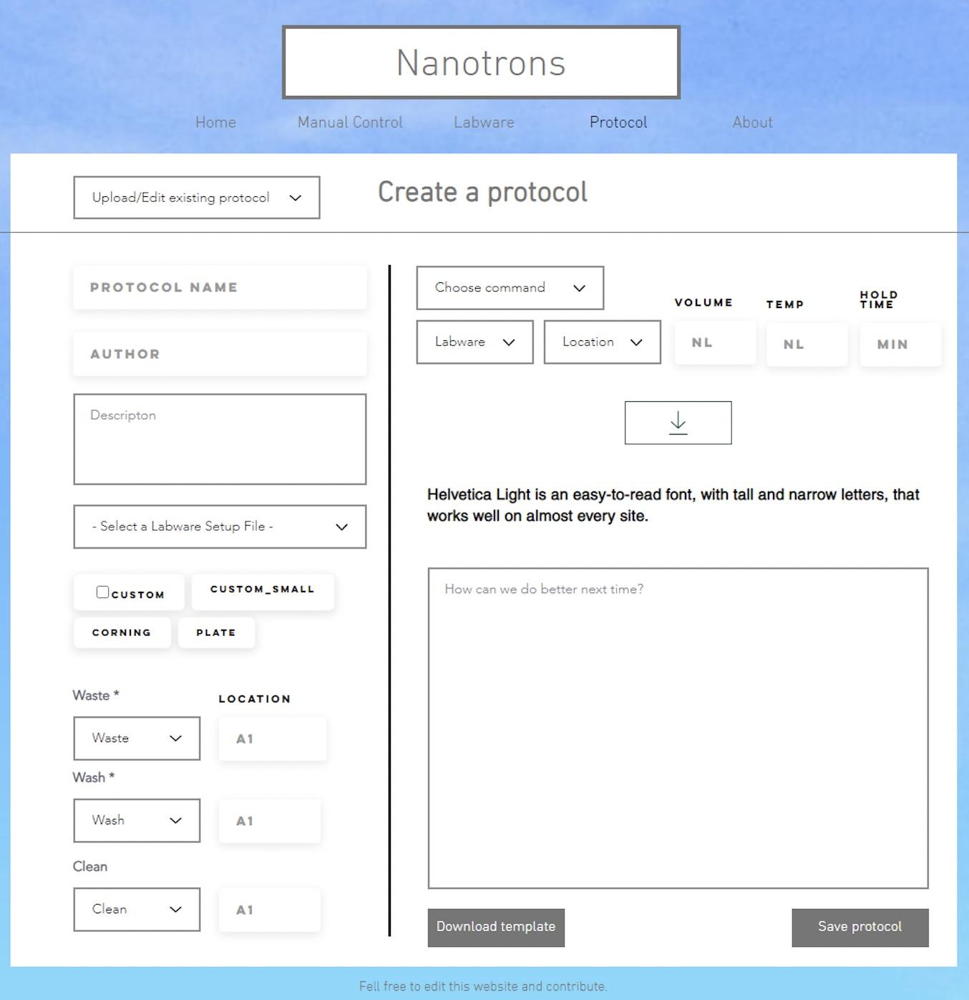 Nanotrons
Home
Manual Control
Labware
Protocol
About
Upload/Edit existing protocol
Create a protocol
PROTOCOL NAME
AUTHOR
Descripton
- Select a Labware Setup File -
CUSTOM
CUSTOM_SMALL
CORNING
PLATE
Waste *
LOCATION
Waste
A1
Wash *
Wash
A1
Clean
Clean
A1
Choose command
Labware
Location
VOLUME
NL
TEMP
NL
HOLD
TIME
MIN
Helvetica Light is an easy-to-read font, with tall and narrow letters, that
works well on almost every site.
How can we do better next time?
Download template
Save protocol
Fell free to edit this website and contribute.